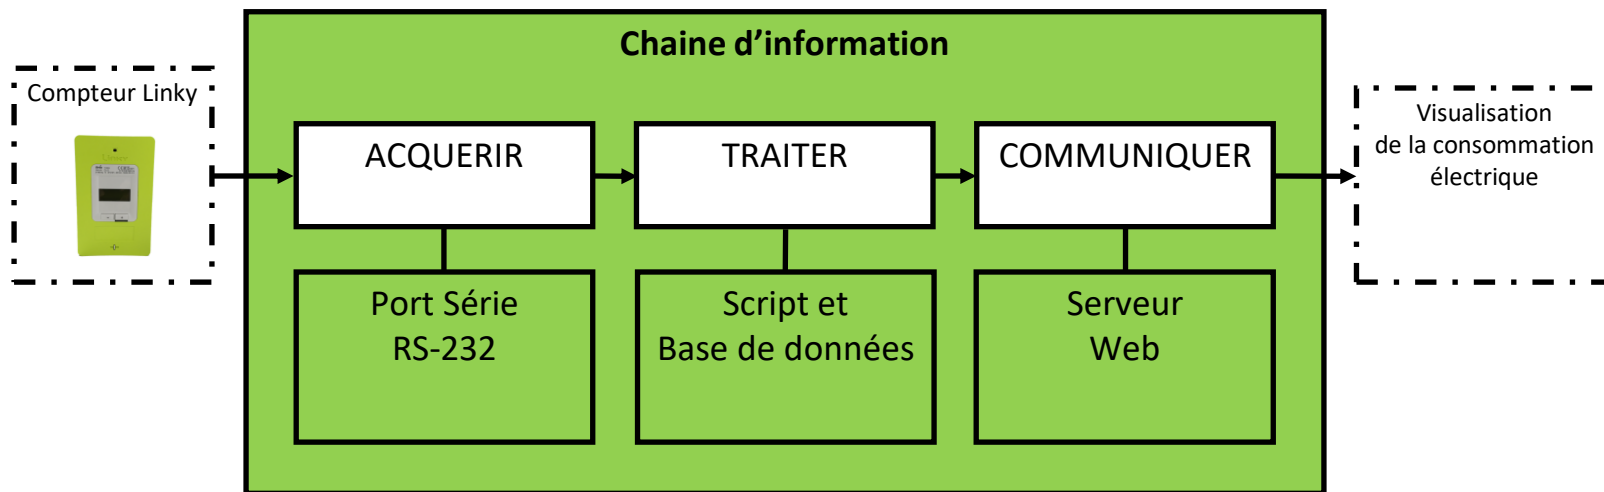 Chaine d’information
Compteur Linky
ACQUERIR
TRAITER
COMMUNIQUER
Visualisation
de la consommation
électrique
Port Série
RS-232
Script et
Base de données
Serveur
Web